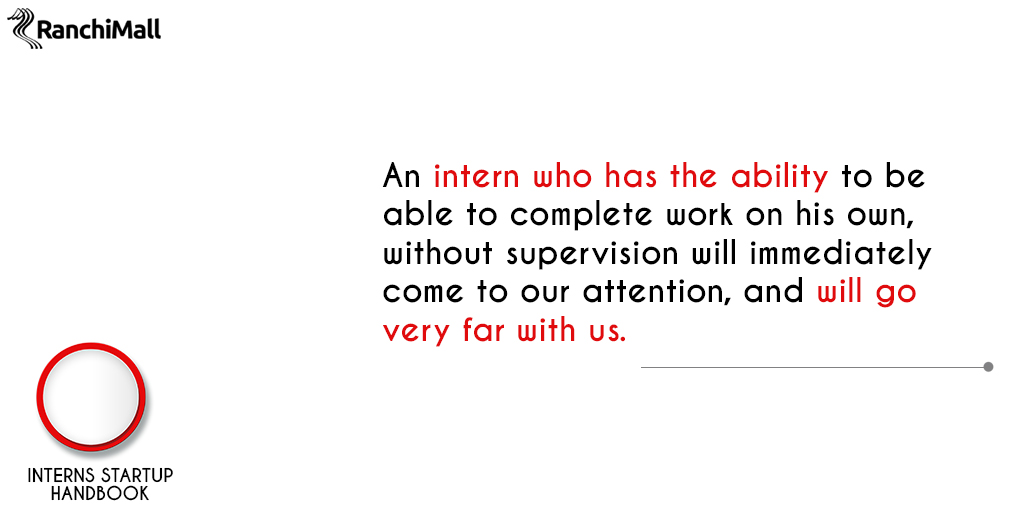 RanchiMall
An intern who has the ability to be
able to complete work on his own,
without supervision will immediately
come to our attention, and will go
very far with us.
INTERNS STARTUP
HANDBOOK